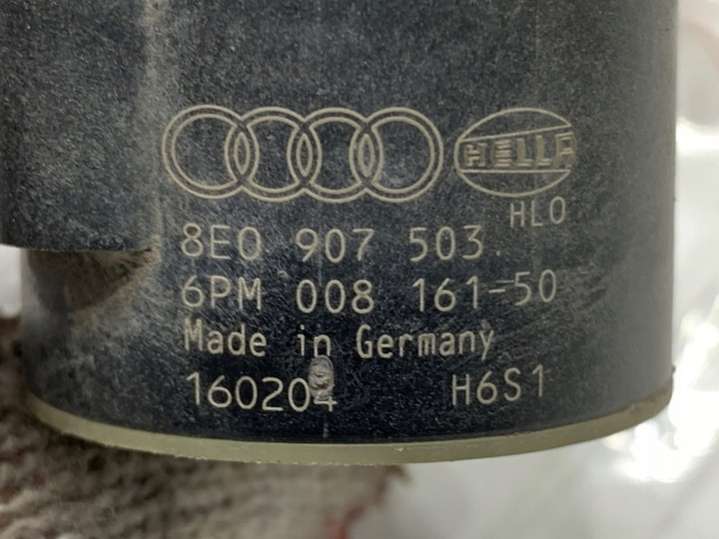 HELLA
HLO
8E0 907 503
6PM 008 161-50
Made in Germany
160204 H6S1